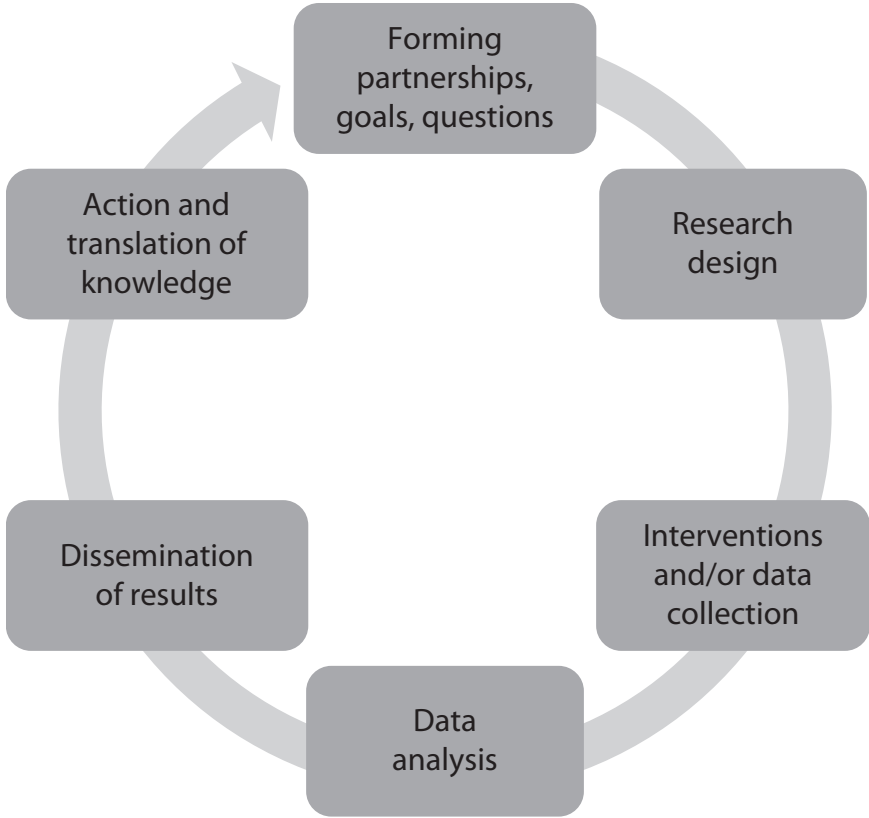 Forming
partnerships,
goals, questions
Research
design
Interventions
and/or data
collection
Data
analysis
Dissemination
of results
Action and
translation of
knowledge